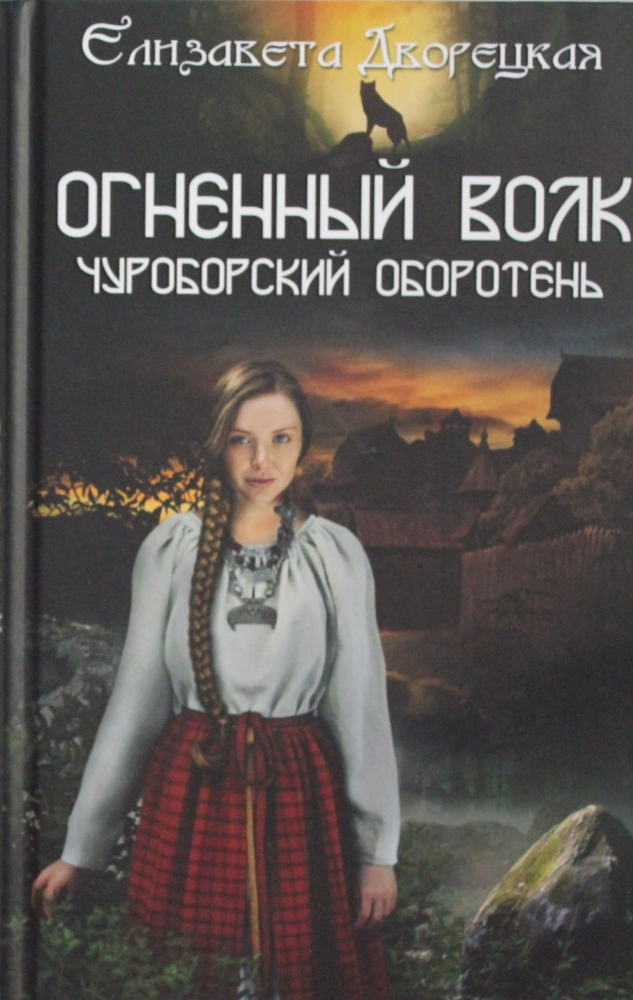 Елизавета Дворецкая
ОГНЕННЫЙ ВОЛК
ЧУРОБОРСКИЙ ОБОРОТЕНЬ